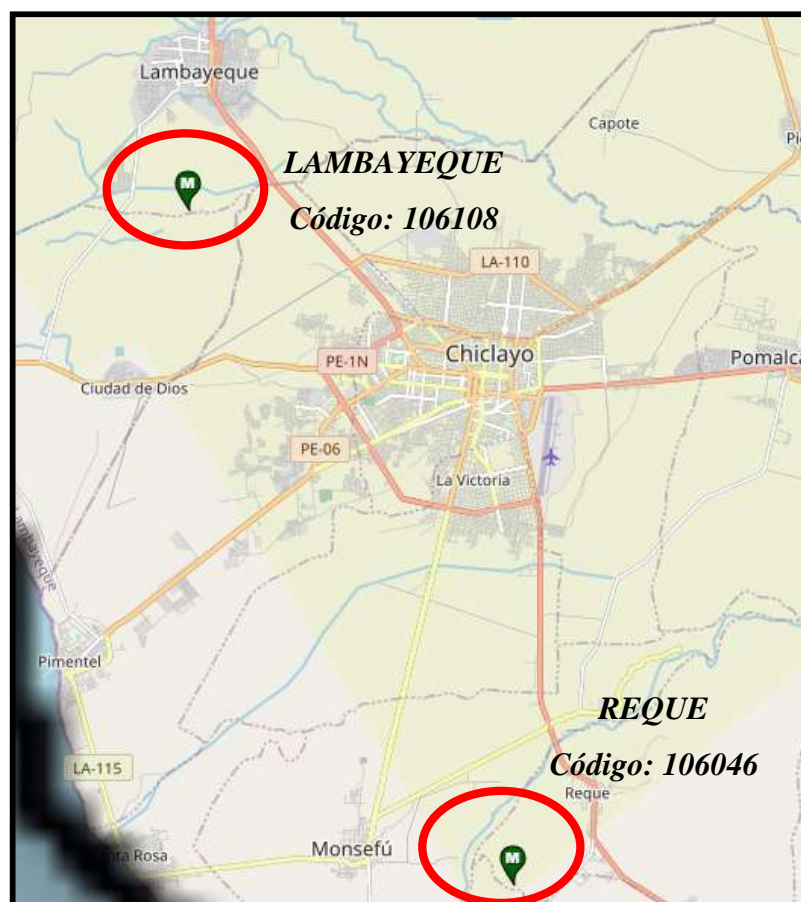 Lambayeque
Capote
LAMBAYEQUE
M
Código: 106108
LA-110
Chiclayo
PE-1N
Pomalca
Ciudad de Dios
PE-06
La Victoria
Lambayeque
Pimentel
REQUE
LA-115
Código: 106046
Reque
Monsefú
nta Rosa
M